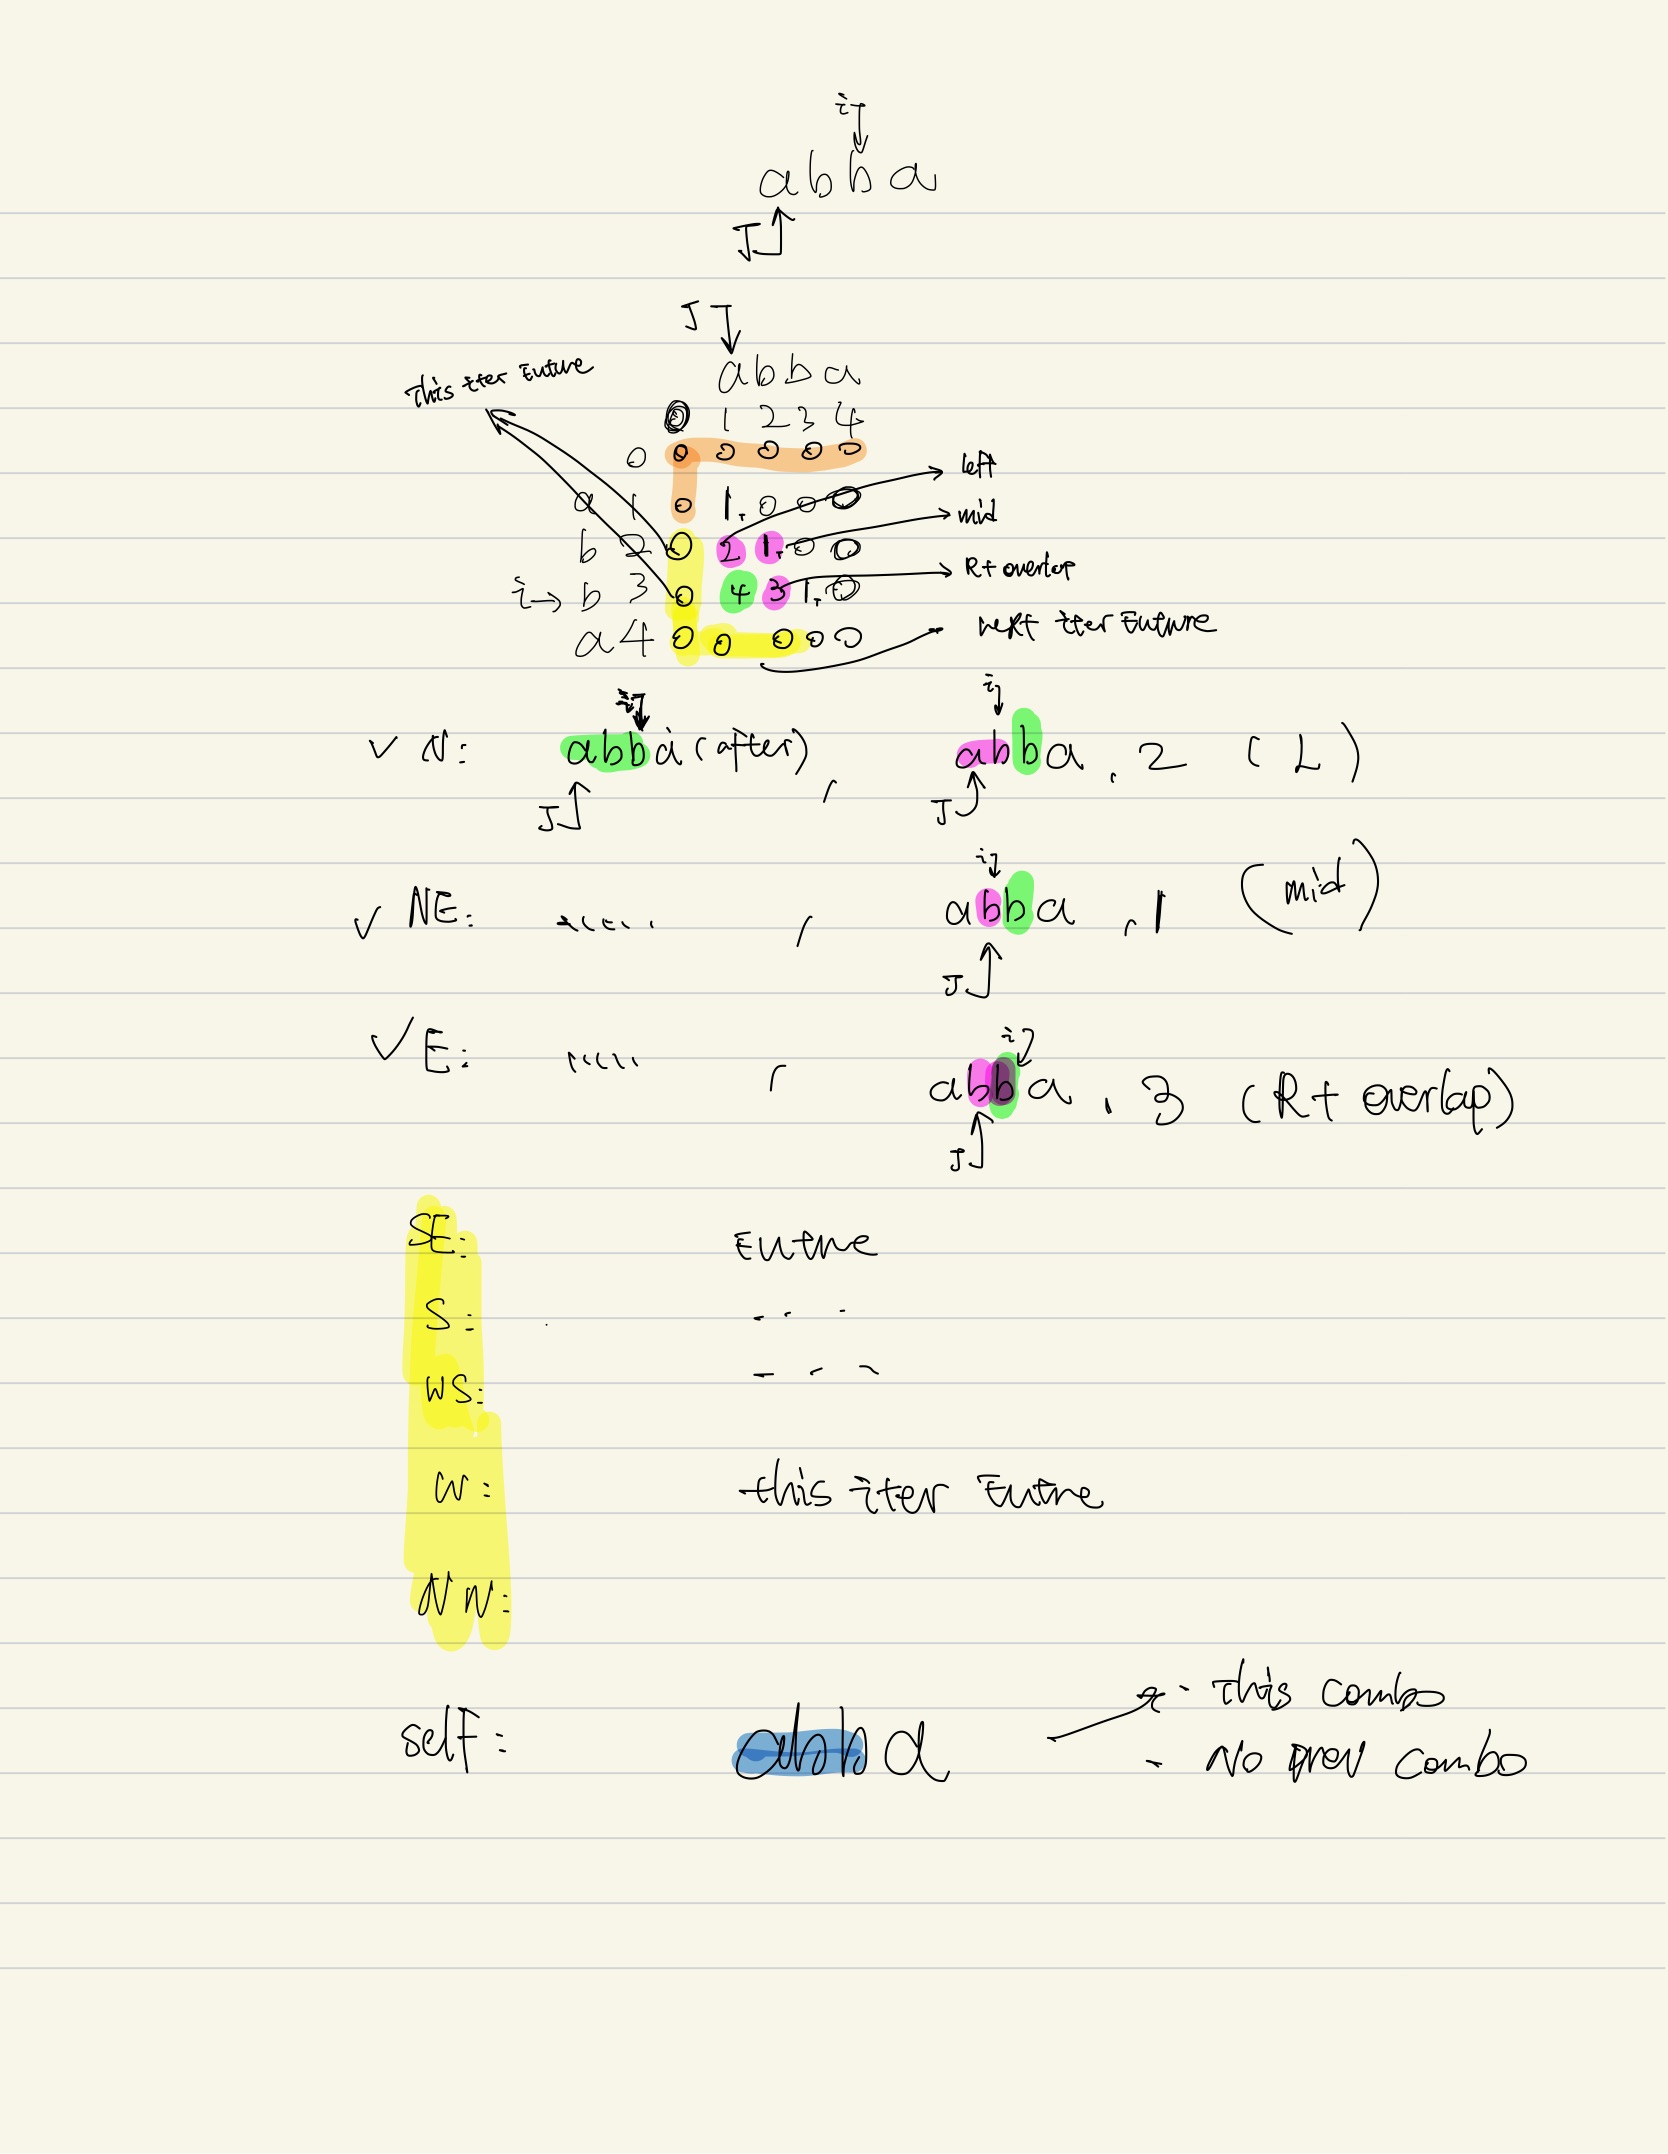 i
abba
J
J
abba
This iter Future
0 1 2 3 4
0 0 0 0 0 0
left
a 1 0 1. 0 0 0
mid
b 2 0 2 1. 0 0
R+ overlap
i→ b 3 0 4 3 1. 0
next iter Future
a 4 0 0 0 0 0
i i
✓ N: abba (after), abba, 2 (L)
J J
i
✓ NE: ....., abba, 1 (mid)
J
i
✓ E: ....., abba, 3 (R+ overlap)
J
SE: Future
S: - - -
WS: - - -
W: this iter Future
NW:
- This combo
self: abba
- No prev combo